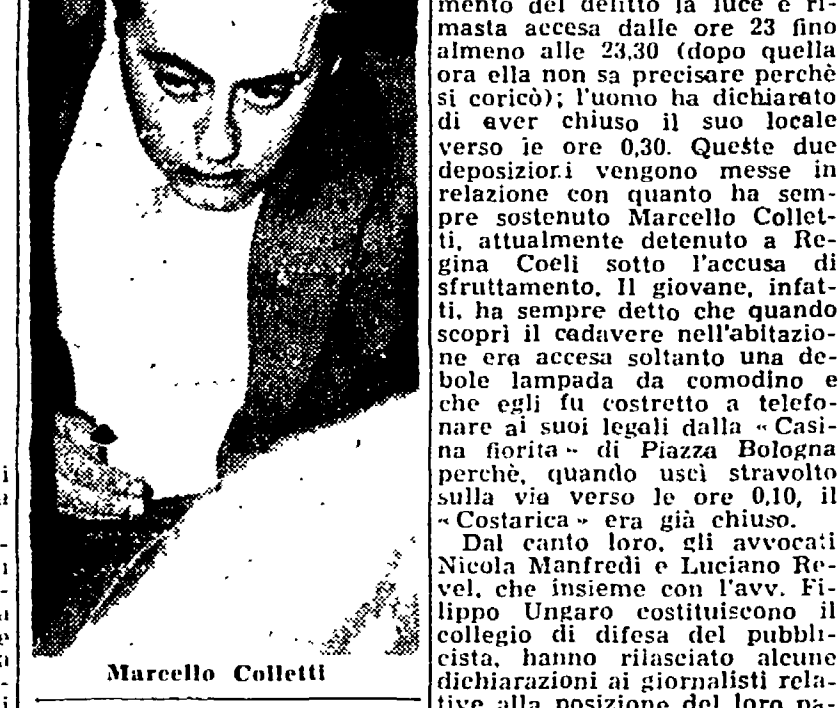 Marcello Colletti
mento del delitto la luce è ri-
masta accesa dalle ore 23 fino
almeno alle 23,30 (dopo quella
ora ella non sa precisare perchè
si coricò); l'uomo ha dichiarato
di aver chiuso il suo locale
verso le ore 0,30. Queste due
deposizioni vengono messe in
relazione con quanto ha sem-
pre sostenuto Marcello Collet-
ti, attualmente detenuto a Re-
gina Coeli sotto l'accusa di
sfruttamento. Il giovane, infat-
ti, ha sempre detto che quando
scoprì il cadavere nell'abitazio-
ne era accesa soltanto una de-
bole lampada da comodino e
che egli fu costretto a telefo-
nare ai suoi legali dalla « Casi-
na fiorita » di Piazza Bologna
perchè, quando uscì stravolto
sulla via verso le ore 0,10, il
« Costarica » era già chiuso.
Dal canto loro, gli avvocati
Nicola Manfredi e Luciano Re-
vel, che insieme con l'avv. Fi-
lippo Ungaro costituiscono il
collegio di difesa del pubbli-
cista, hanno rilasciato alcune
dichiarazioni ai giornalisti rela-
tive alla posizione del loro pa-